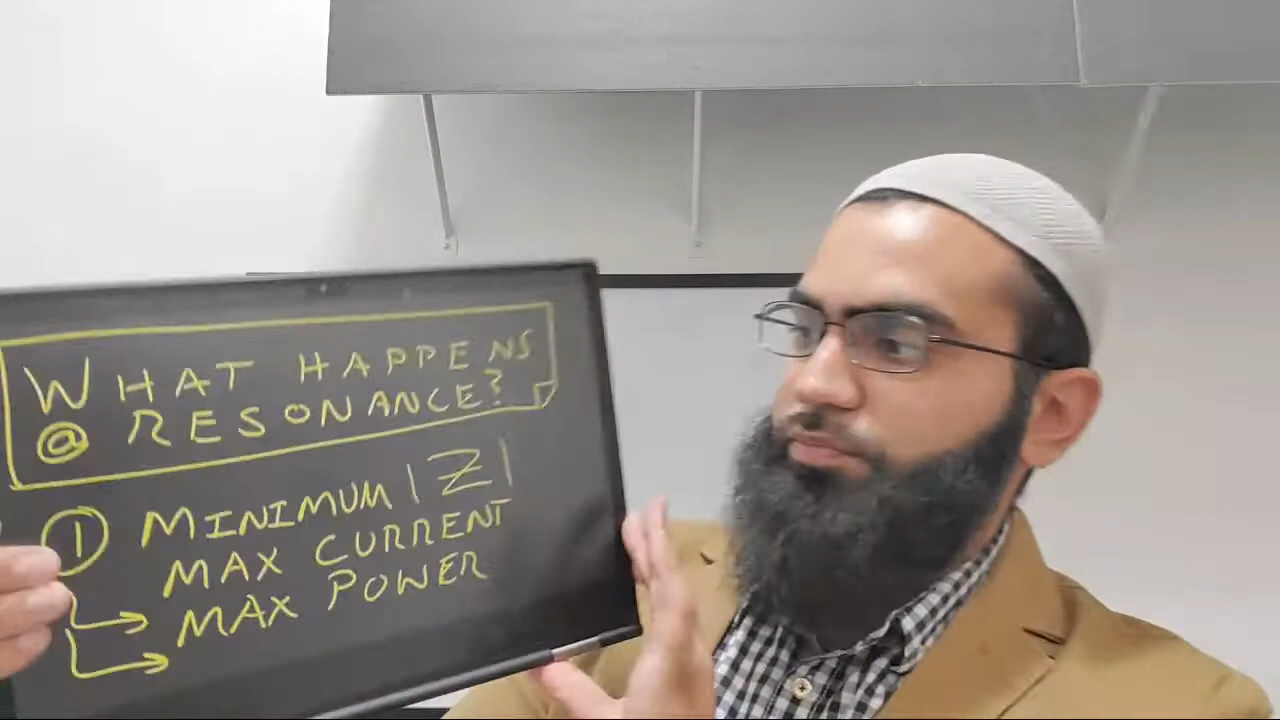 WHAT HAPPENS
@ RESONANCE?
① MINIMUM |Z|
MAX CURRENT
MAX POWER